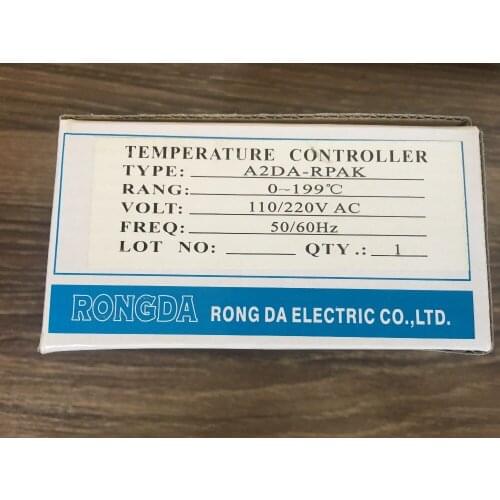 TEMPERATURE CONTROLLER
TYPE: A2DA-RPAK
RANG: 0~199℃
VOLT: 110/220V AC
FREQ: 50/60Hz
LOT NO: QTY.: 1
RONGDA RONG DA ELECTRIC CO.,LTD.